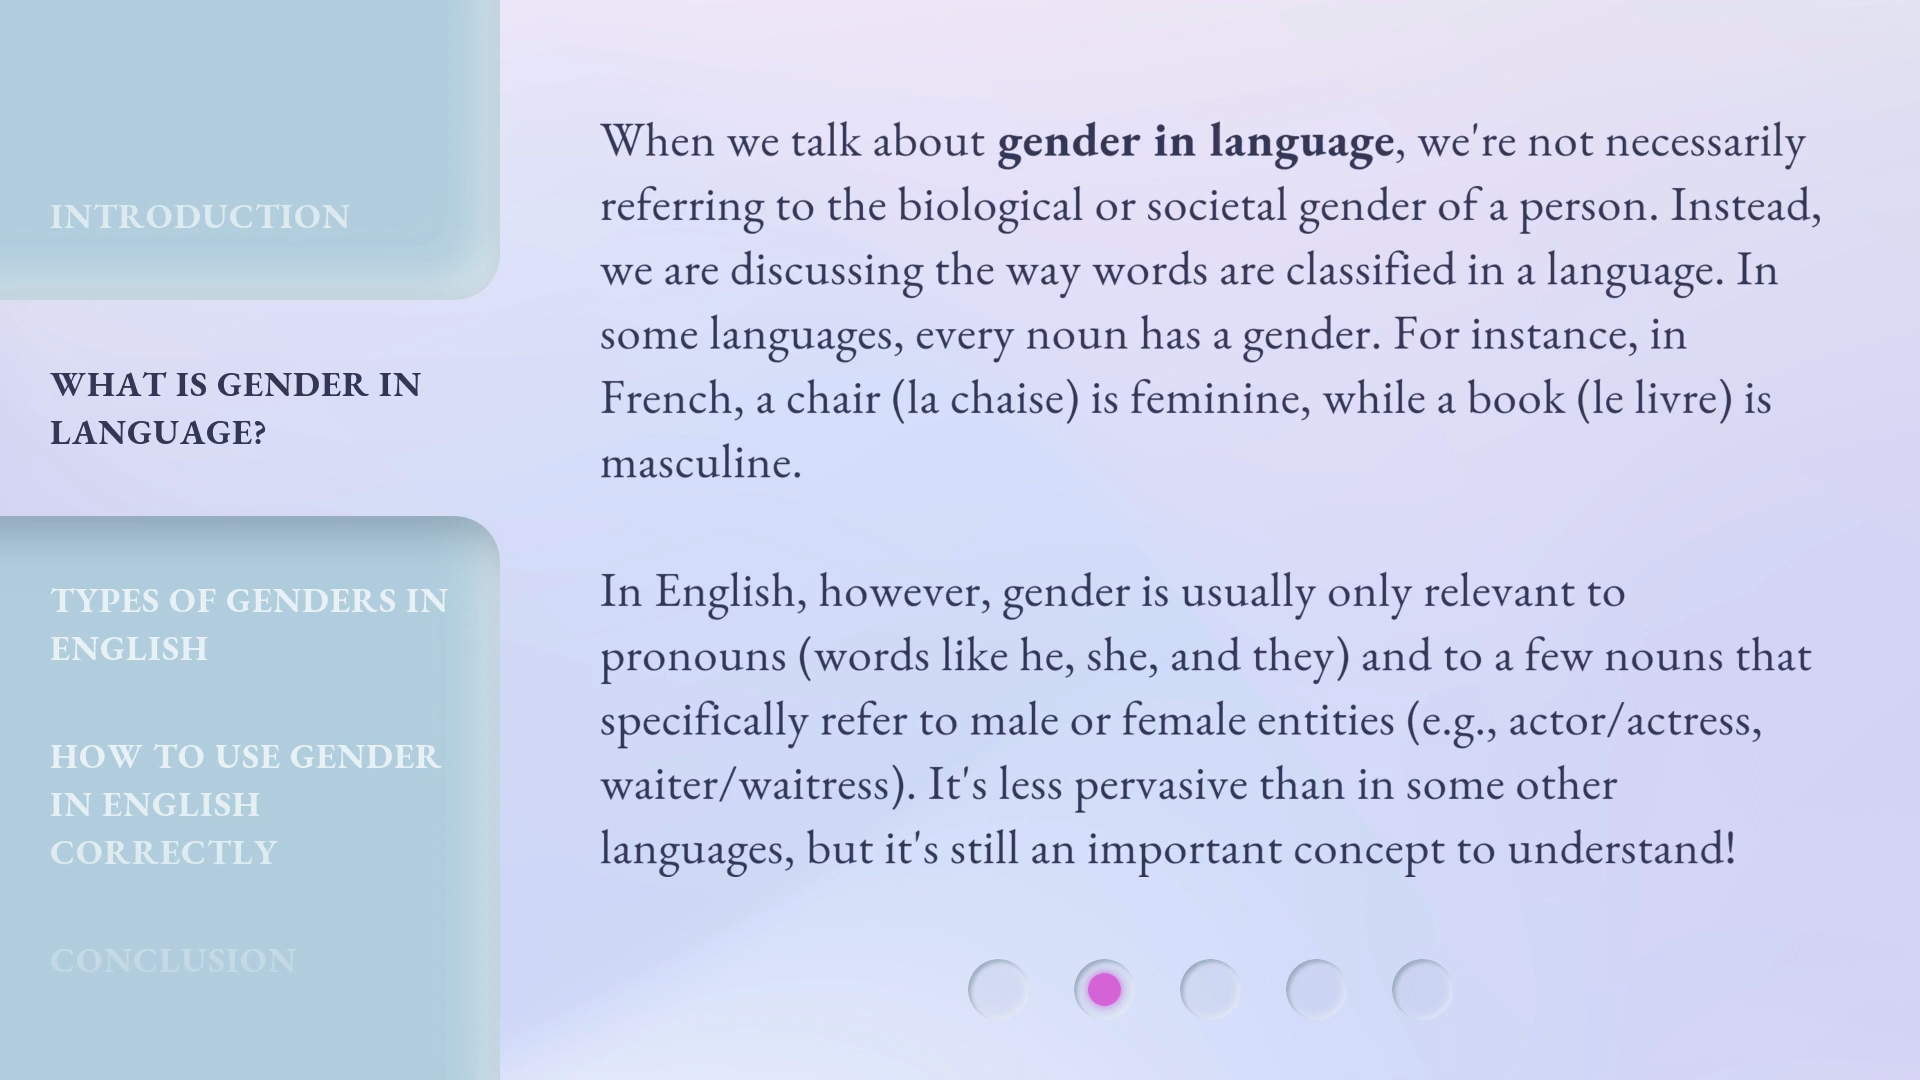 INTRODUCTION
WHAT IS GENDER IN
LANGUAGE?
TYPES OF GENDERS IN
ENGLISH
HOW TO USE GENDER
IN ENGLISH
CORRECTLY
CONCLUSION
When we talk about gender in language, we're not necessarily
referring to the biological or societal gender of a person. Instead,
we are discussing the way words are classified in a language. In
some languages, every noun has a gender. For instance, in
French, a chair (la chaise) is feminine, while a book (le livre) is
masculine.
In English, however, gender is usually only relevant to
pronouns (words like he, she, and they) and to a few nouns that
specifically refer to male or female entities (e.g., actor/actress,
waiter/waitress). It's less pervasive than in some other
languages, but it's still an important concept to understand!